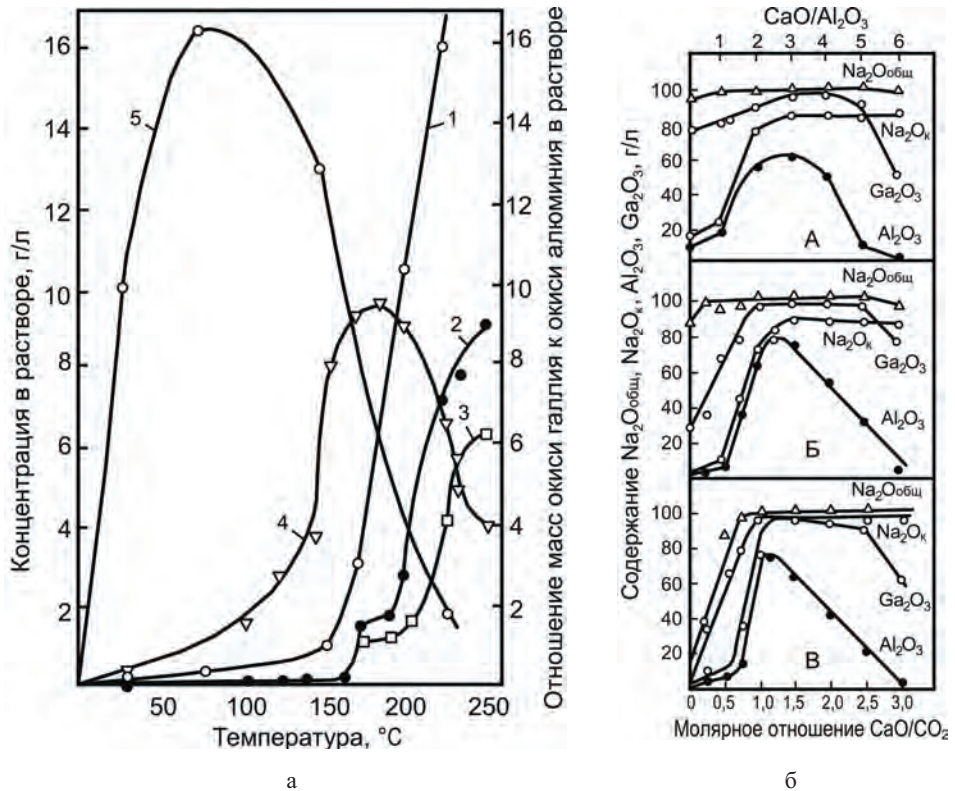 Концентрация в растворе, г/л
16
14
12
10
8
6
4
2
5
1
2
3
4
16
14
12
10
8
6
4
2
Отношение масс окиси галлия к окиси алюминия в растворе
50
100
150
200
250
Температура, °C
а
CaO/Al₂O₃
1 2 3 4 5 6
Содержание Na₂Oобщ, Na₂Oк, Al₂O₃, Ga₂O₃, г/л
100
80
60
40
20
Na₂Oобщ
Na₂Oк
Ga₂O₃
Al₂O₃
А
100
80
60
40
20
Na₂Oобщ
Na₂Oк
Ga₂O₃
Al₂O₃
Б
100
80
60
40
20
Na₂Oобщ
Na₂Oк
Ga₂O₃
Al₂O₃
В
0 0,5 1,0 1,5 2,0 2,5 3,0
Молярное отношение CaO/CO₂
б